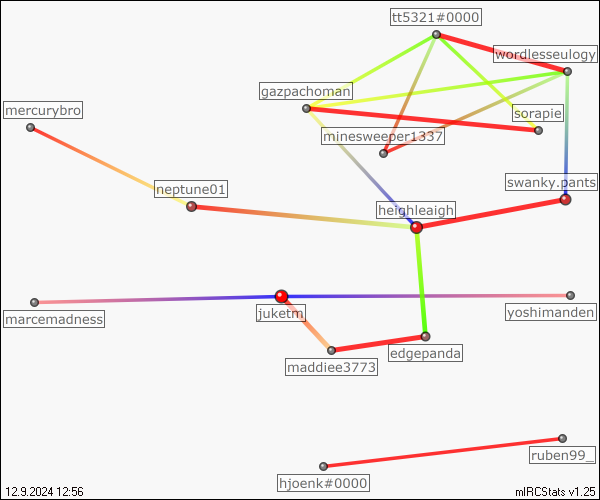 tt5321#0000
wordlesseulogy
gazpachoman
mercurybro
sorapie
minesweeper1337
neptune01
swanky.pants
heighleaigh
marcemadness
juketm
yoshimanden
maddiee3773
edgepanda
ruben99_
hjoenk#0000
12.9.2024 12:56
mIRCStats v1.25